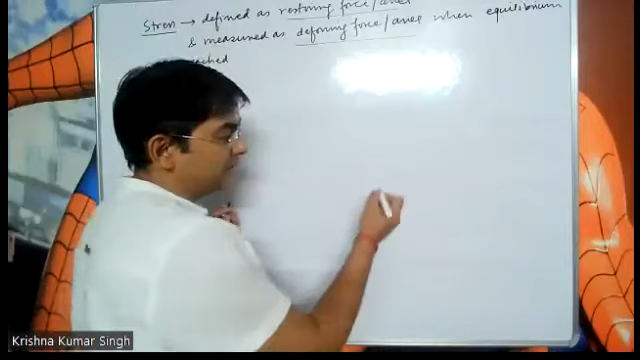 Stress → defined as restoring force/area
& measured as deforming force/area when equilibrium
reached
Krishna Kumar Singh